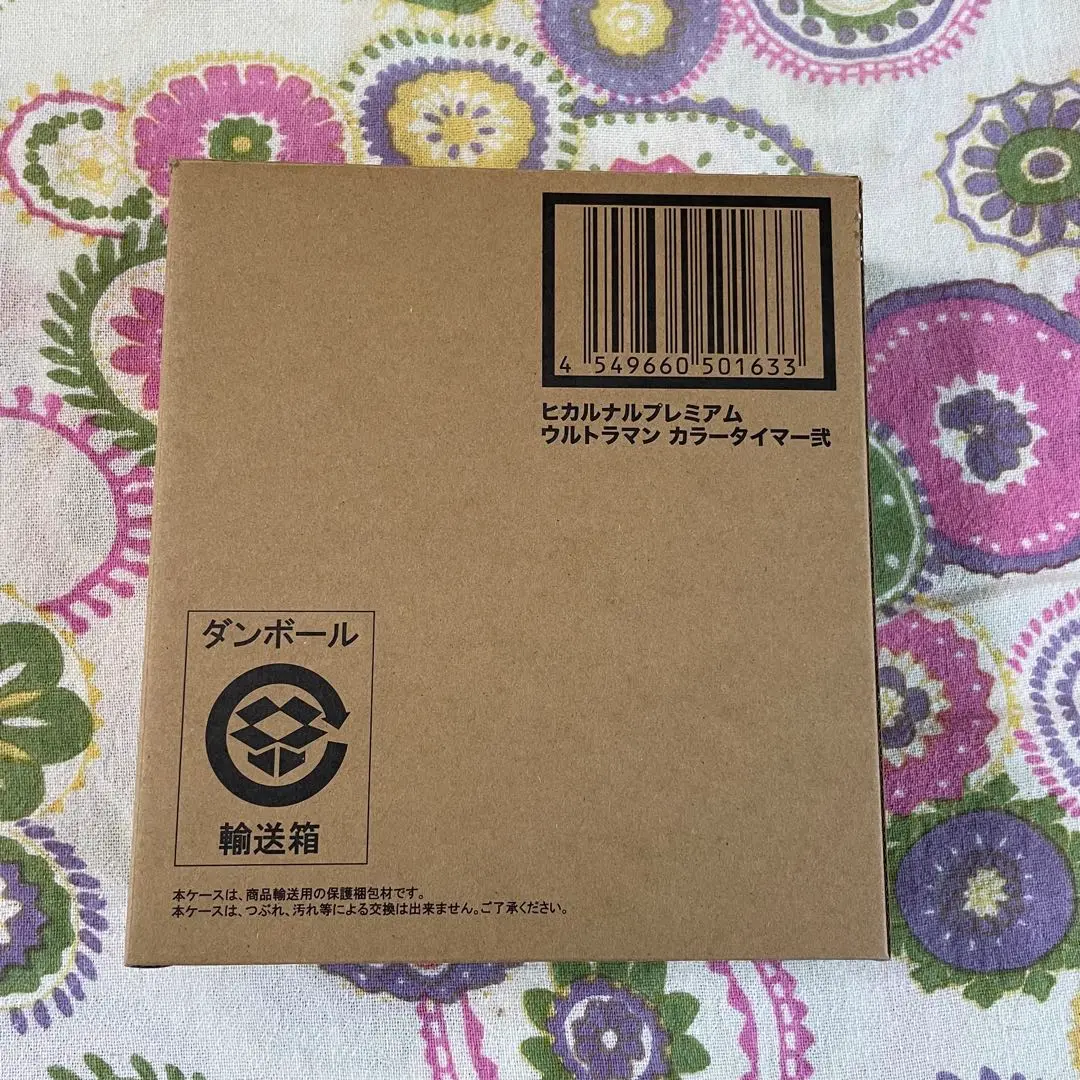 4 549660 501633
ヒカルナルプレミアム
ウルトラマン カラータイマー弐
ダンボール
輸送箱
本ケースは、商品輸送用の保護梱包材です。
本ケースは、つぶれ、汚れ等による交換は出来ません。ご了承ください。